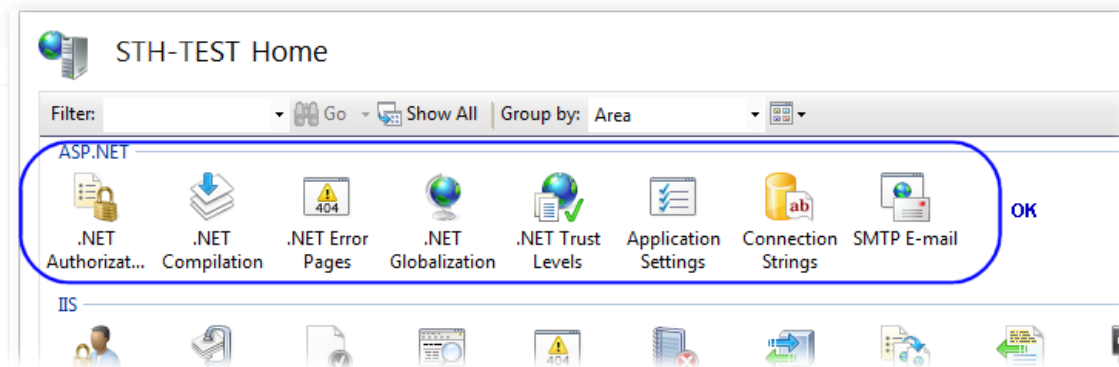 STH-TEST Home
Filter: Go Show All Group by: Area
ASP.NET
.NET Authorizat...
.NET Compilation
404
.NET Error Pages
.NET Globalization
.NET Trust Levels
Application Settings
ab
Connection Strings
SMTP E-mail
OK
IIS
404